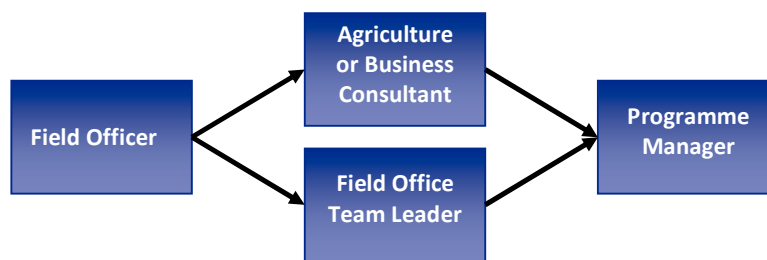 Field Officer
Agriculture
or Business
Consultant
Field Office
Team Leader
Programme
Manager